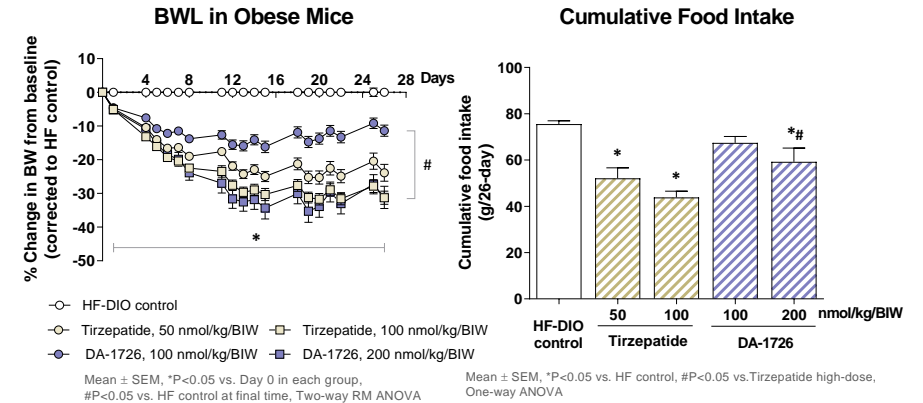 BWL in Obese Mice
% Change in BW from baseline
(corrected to HF control)
10
0
-10
-20
-30
-40
-50
4
8
12
16
20
24
28
Days
#
*
HF-DIO control
Tirzepatide, 50 nmol/kg/BIW
Tirzepatide, 100 nmol/kg/BIW
DA-1726, 100 nmol/kg/BIW
DA-1726, 200 nmol/kg/BIW
Mean ± SEM, *P<0.05 vs. Day 0 in each group,
#P<0.05 vs. HF control at final time, Two-way RM ANOVA
Cumulative Food Intake
Cumulative food intake
(g/26-day)
100
80
60
40
20
0
*
*
*#
HF-DIO
control
50
100
100
200
nmol/kg/BIW
Tirzepatide
DA-1726
Mean ± SEM, *P<0.05 vs. HF control, #P<0.05 vs.Tirzepatide high-dose,
One-way ANOVA